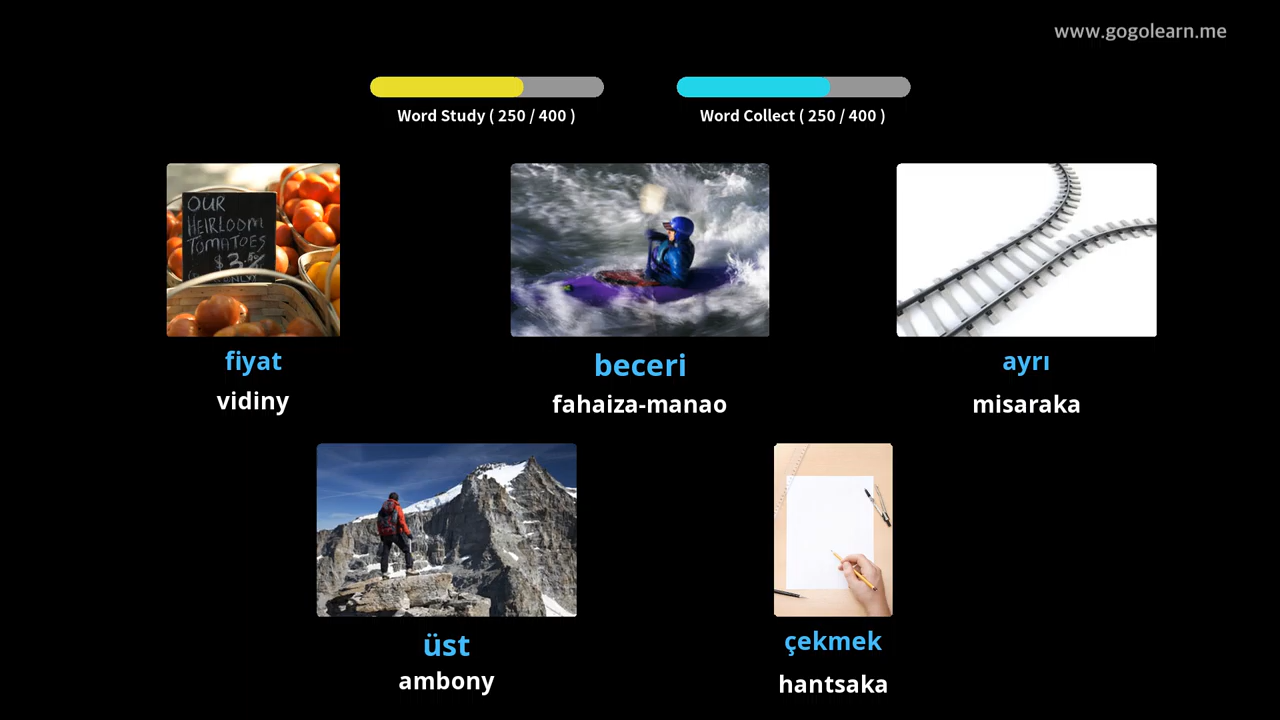 www.gogolearn.me
Word Study ( 250 / 400 )
Word Collect ( 250 / 400 )
OUR
HEIRLOOM
TOMATOES
fiyat
vidiny
beceri
fahaiza-manao
ayrı
misaraka
üst
ambony
çekmek
hantsaka